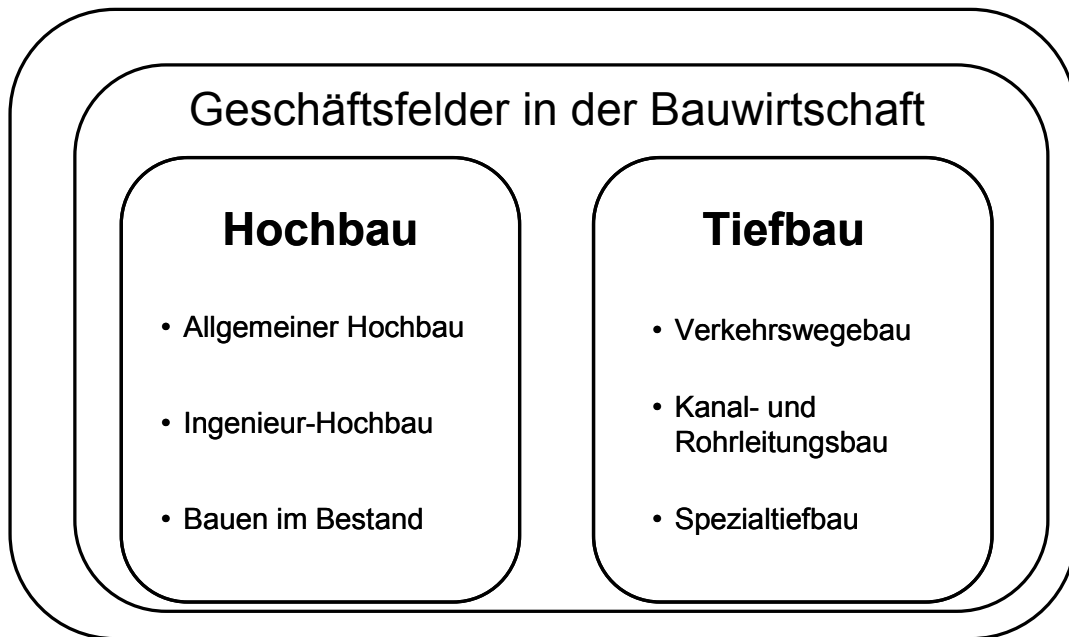 Geschäftsfelder in der Bauwirtschaft
Hochbau
• Allgemeiner Hochbau
• Ingenieur-Hochbau
• Bauen im Bestand
Tiefbau
• Verkehrswegebau
• Kanal- und
Rohrleitungsbau
• Spezialtiefbau